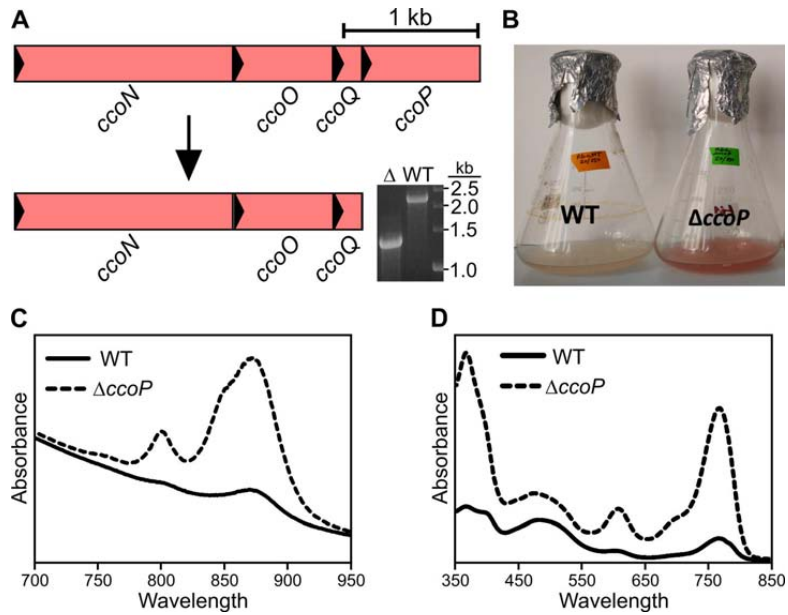 A
1 kb
ccoN
ccoO
ccoQ
ccoP
ccoN
ccoO
ccoQ
Δ WT kb
2.5
2.0
1.5
1.0
B
WT
ΔccoP
C
WT
ΔccoP
Absorbance
700 750 800 850 900 950
Wavelength
D
WT
ΔccoP
Absorbance
350 450 550 650 750 850
Wavelength